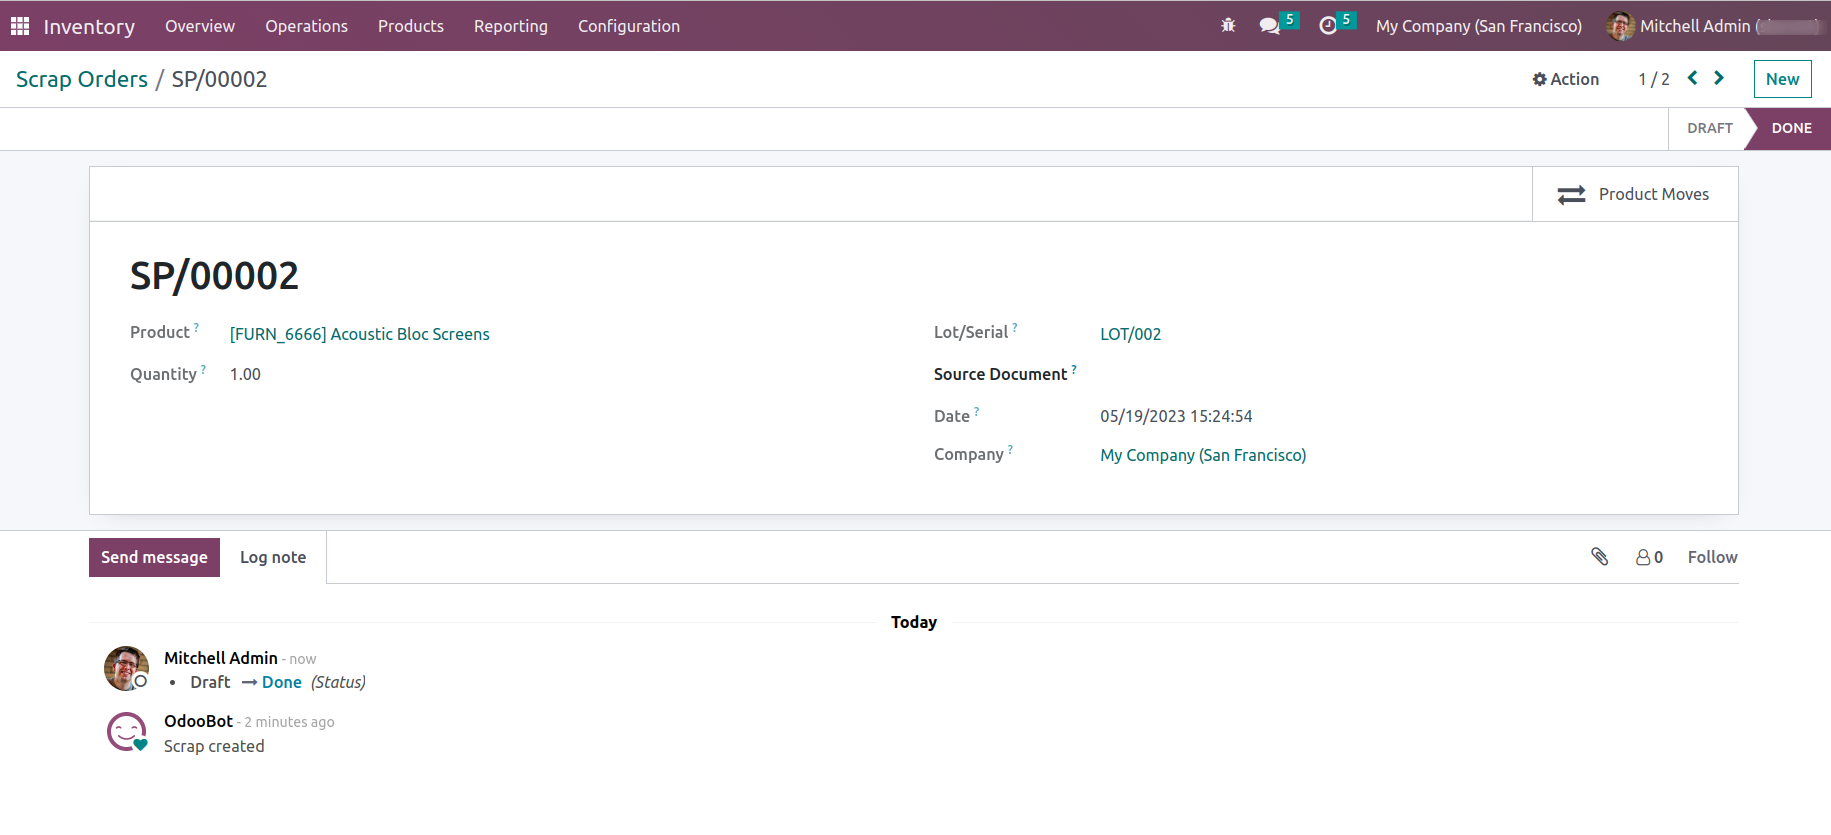 Inventory Overview Operations Products Reporting Configuration 5 5 My Company (San Francisco) Mitchell Admin (
Scrap Orders / SP/00002 Action 1 / 2 New
DRAFT DONE
Product Moves
SP/00002
Product ? [FURN_6666] Acoustic Bloc Screens Lot/Serial ? LOT/002
Quantity ? 1.00 Source Document ?
Date ? 05/19/2023 15:24:54
Company ? My Company (San Francisco)
Send message Log note 0 Follow
Today
Mitchell Admin - now
• Draft → Done (Status)
OdooBot - 2 minutes ago
Scrap created